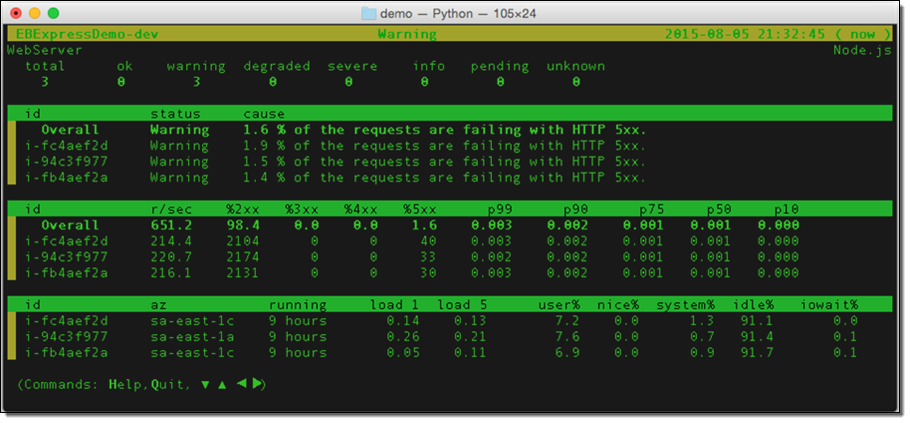 demo — Python — 105×24
EBExpressDemo-dev Warning 2015-08-05 21:32:45 ( now )
WebServer Node.js
total ok warning degraded severe info pending unknown
3 0 3 0 0 0 0 0
id status cause
Overall Warning 1.6 % of the requests are failing with HTTP 5xx.
i-fc4aef2d Warning 1.9 % of the requests are failing with HTTP 5xx.
i-94c3f977 Warning 1.5 % of the requests are failing with HTTP 5xx.
i-fb4aef2a Warning 1.4 % of the requests are failing with HTTP 5xx.
id r/sec %2xx %3xx %4xx %5xx p99 p90 p75 p50 p10
Overall 651.2 98.4 0.0 0.0 1.6 0.003 0.002 0.001 0.001 0.000
i-fc4aef2d 214.4 2104 0 0 40 0.003 0.002 0.001 0.001 0.000
i-94c3f977 220.7 2174 0 0 33 0.003 0.002 0.001 0.001 0.000
i-fb4aef2a 216.1 2131 0 0 30 0.003 0.002 0.001 0.001 0.000
id az running load 1 load 5 user% nice% system% idle% iowait%
i-fc4aef2d sa-east-1c 9 hours 0.14 0.13 7.2 0.0 1.3 91.1 0.0
i-94c3f977 sa-east-1a 9 hours 0.26 0.21 7.6 0.0 0.7 91.4 0.1
i-fb4aef2a sa-east-1c 9 hours 0.05 0.11 6.9 0.0 0.9 91.7 0.1
(Commands: Help,Quit, ▼ ▲ ◀ ▶)